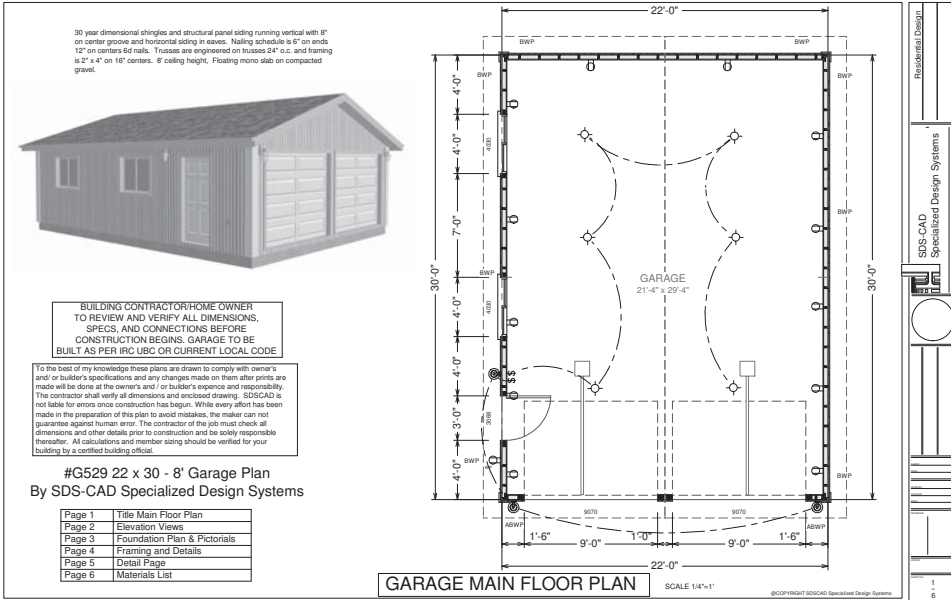 30 year dimensional shingles and structural panel siding running vertical with 8"
on center groove and horizontal siding in eaves. Nailing schedule is 6" on ends
12" on centers 6d nails. Trusses are engineered on trusses 24" o.c. and framing
is 2" x 4" on 16" centers. 8' ceiling height, Floating mono slab on compacted
gravel.
BUILDING CONTRACTOR/HOME OWNER
TO REVIEW AND VERIFY ALL DIMENSIONS,
SPECS, AND CONNECTIONS BEFORE
CONSTRUCTION BEGINS. GARAGE TO BE
BUILT AS PER IRC UBC OR CURRENT LOCAL CODE
To the best of my knowledge these plans are drawn to comply with owner's
and/ or builder's specifications and any changes made on them after prints are
made will be done at the owner's and / or builder's expence and responsibility.
The contractor shall verify all dimensions and enclosed drawing. SDSCAD is
not liable for errors once construction has begun. While every affort has been
made in the preparation of this plan to avoid mistakes, the maker can not
guarantee against human error. The contractor of the job must check all
dimensions and other details prior to construction and be solely responsible
thereafter. All calculations and member sizing should be verified for your
building by a certified building official.
#G529 22 x 30 - 8' Garage Plan
By SDS-CAD Specialized Design Systems
Page 1 Title Main Floor Plan
Page 2 Elevation Views
Page 3 Foundation Plan & Pictorials
Page 4 Framing and Details
Page 5 Detail Page
Page 6 Materials List
22'-0"
BWP
BWP
BWP
BWP
4'-0"
4'-0"
4030
7'-0"
BWP
BWP
30'-0"
30'-0"
GARAGE
21'-4" x 29'-4"
4'-0"
4030
4'-0"
$
$
3'-0"
3068
4'-0"
BWP
BWP
ABWP
9070
9070
ABWP
1'-6"
9'-0"
1'-0"
9'-0"
1'-6"
22'-0"
GARAGE MAIN FLOOR PLAN
SCALE 1/4"=1'
@COPYRIGHT SDSCAD Specialized Design Systems
Residential Design
SDS-CAD
Specialized Design Systems
1
-
6